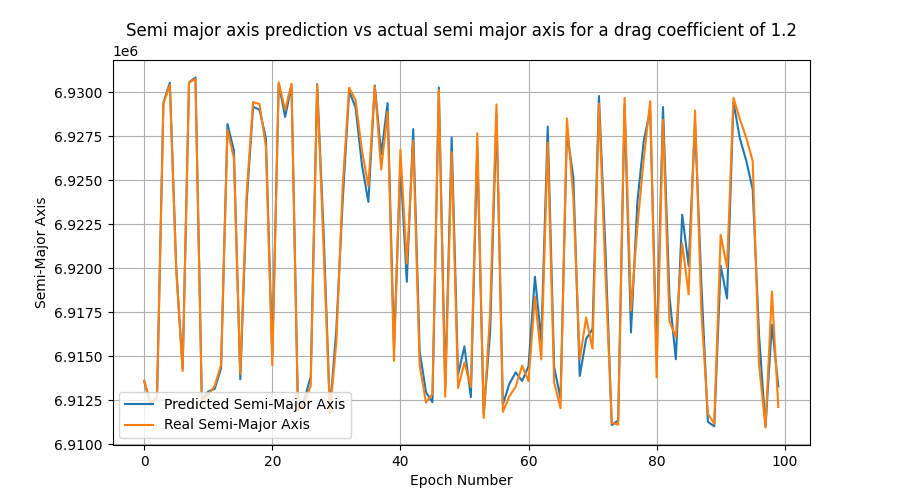 Semi major axis prediction vs actual semi major axis for a drag coefficient of 1.2
1e6
6.9300
6.9275
6.9250
6.9225
6.9200
6.9175
6.9150
6.9125
6.9100
Semi-Major Axis
Predicted Semi-Major Axis
Real Semi-Major Axis
0 20 40 60 80 100
Epoch Number